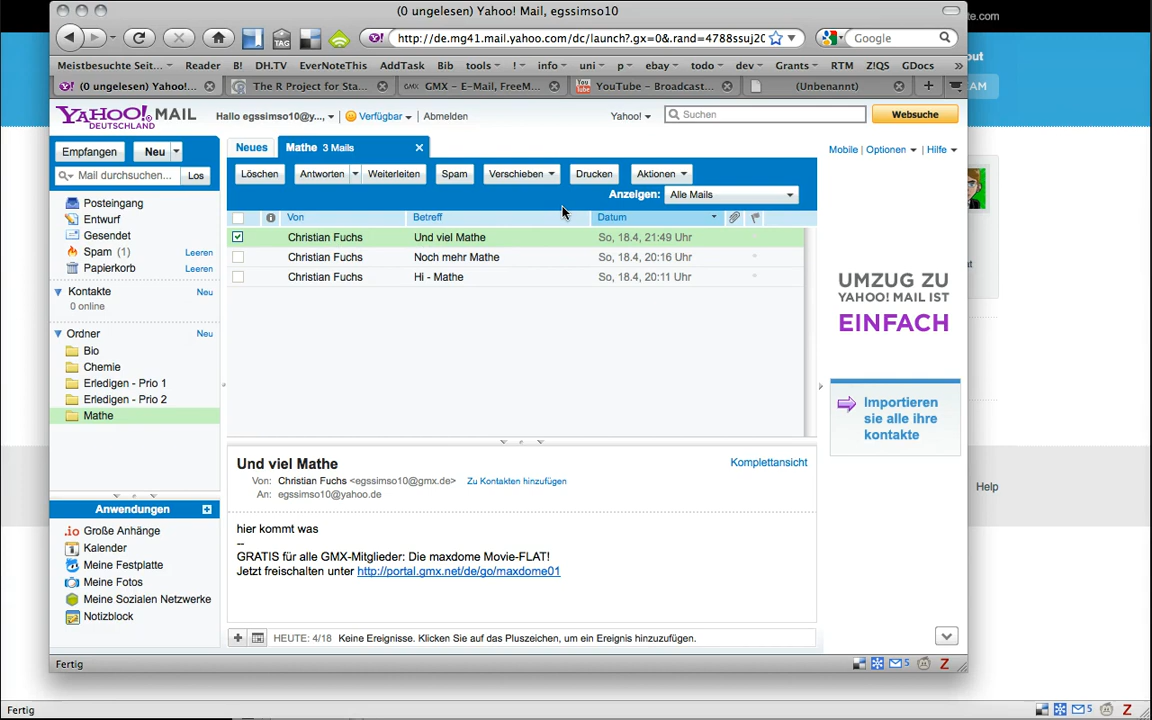 (0 ungelesen) Yahoo! Mail, egssimso10
te.com
http://de.mg41.mail.yahoo.com/dc/launch?.gx=0&.rand=4788ssuj2
Google
Meistbesuchte Seit... Reader B! DH.TV EverNoteThis AddTask Bib tools !- info uni p ebay todo dev Grants RTM Z!QS GDocs »
out
(0 ungelesen) Yahoo!... The R Project for Sta... GMX GMX - E-Mail, FreeM... You Tube YouTube - Broadcast... (Unbenannt)
AM
YAHOO! MAIL
DEUTSCHLAND
Hallo egssimso10@y..., Verfügbar Abmelden Yahoo! Suchen Websuche
Empfangen Neu
Neues Mathe 3 Mails
Mobile | Optionen | Hilfe
Mail durchsuchen... Los
Löschen Antworten Weiterleiten Spam Verschieben Drucken Aktionen
Anzeigen: Alle Mails
Von Betreff Datum
Posteingang
Entwurf
Gesendet
Spam (1) Leeren
Papierkorb Leeren
Christian Fuchs Und viel Mathe So, 18.4, 21:49 Uhr
Christian Fuchs Noch mehr Mathe So, 18.4, 20:16 Uhr
Christian Fuchs Hi - Mathe So, 18.4, 20:11 Uhr
Kontakte Neu
0 online
Ordner Neu
Bio
Chemie
Erledigen - Prio 1
Erledigen - Prio 2
Mathe
UMZUG ZU
YAHOO! MAIL IST
EINFACH
Importieren
sie alle ihre
kontakte
Und viel Mathe Komplettansicht
Von: Christian Fuchs <egssimso10@gmx.de> Zu Kontakten hinzufügen
An: egssimso10@yahoo.de
Help
hier kommt was
--
GRATIS für alle GMX-Mitglieder: Die maxdome Movie-FLAT!
Jetzt freischalten unter http://portal.gmx.net/de/go/maxdome01
Anwendungen
.io Große Anhänge
Kalender
Meine Festplatte
Meine Fotos
Meine Sozialen Netzwerke
Notizblock
HEUTE: 4/18 Keine Ereignisse. Klicken Sie auf das Pluszeichen, um ein Ereignis hinzuzufügen.
Fertig 5 Z
Fertig 5 Z